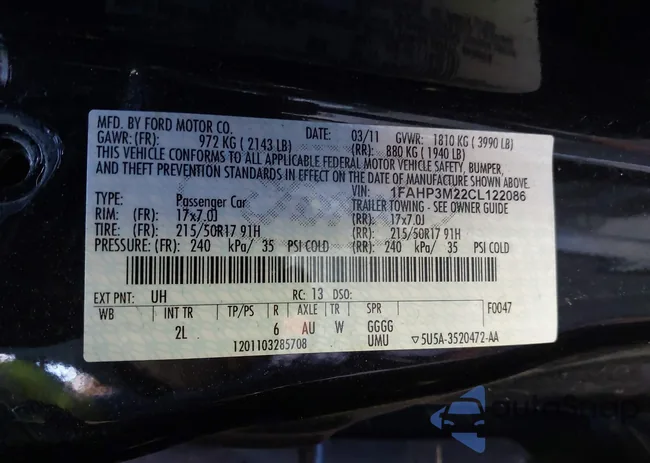 MFD. BY FORD MOTOR CO. DATE: 03/11 GVWR: 1810 KG ( 3990 LB)
GAWR: (FR): 972 KG ( 2143 LB) (RR): 880 KG ( 1940 LB)
THIS VEHICLE CONFORMS TO ALL APPLICABLE FEDERAL MOTOR VEHICLE SAFETY, BUMPER,
AND THEFT PREVENTION STANDARDS IN EFFECT ON THE DATE OF MANUFACTURE SHOWN ABOVE.
VIN: 1FAHP3M22CL122086
TYPE: Passenger Car TRAILER TOWING - SEE OWNER GUIDE
RIM: (FR): 17x7.0J (RR): 17x7.0J
TIRE: (FR): 215/50R17 91H (RR): 215/50R17 91H
PRESSURE: (FR): 240 kPa/ 35 PSI COLD (RR): 240 kPa/ 35 PSI COLD
EXT PNT: UH RC: 13 DSO: F0047
WB INT TR TP/PS R AXLE TR SPR
2L 6 AU W GGGG
1201103285708 UMU ▽5U5A-3520472-AA
autoSnap